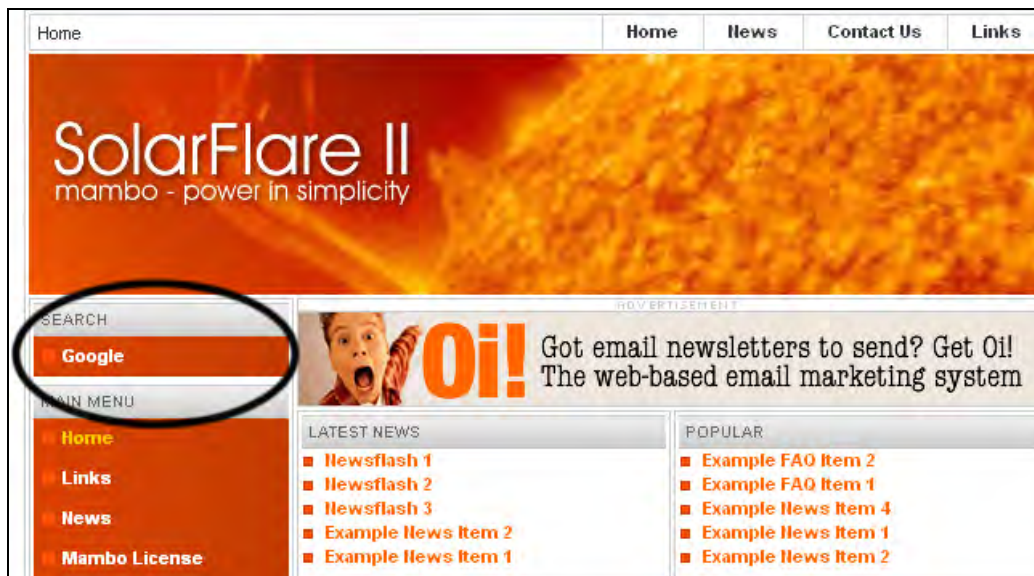 Home
Home News Contact Us Links
SolarFlare II
mambo - power in simplicity
SEARCH
Google
MAIN MENU
Home
Links
News
Mambo License
ADVERTISEMENT
Oi!
Got email newsletters to send? Get Oi!
The web-based email marketing system
LATEST NEWS
Newsflash 1
Newsflash 2
Newsflash 3
Example News Item 2
Example News Item 1
POPULAR
Example FAQ Item 2
Example FAQ Item 1
Example News Item 4
Example News Item 1
Example News Item 2